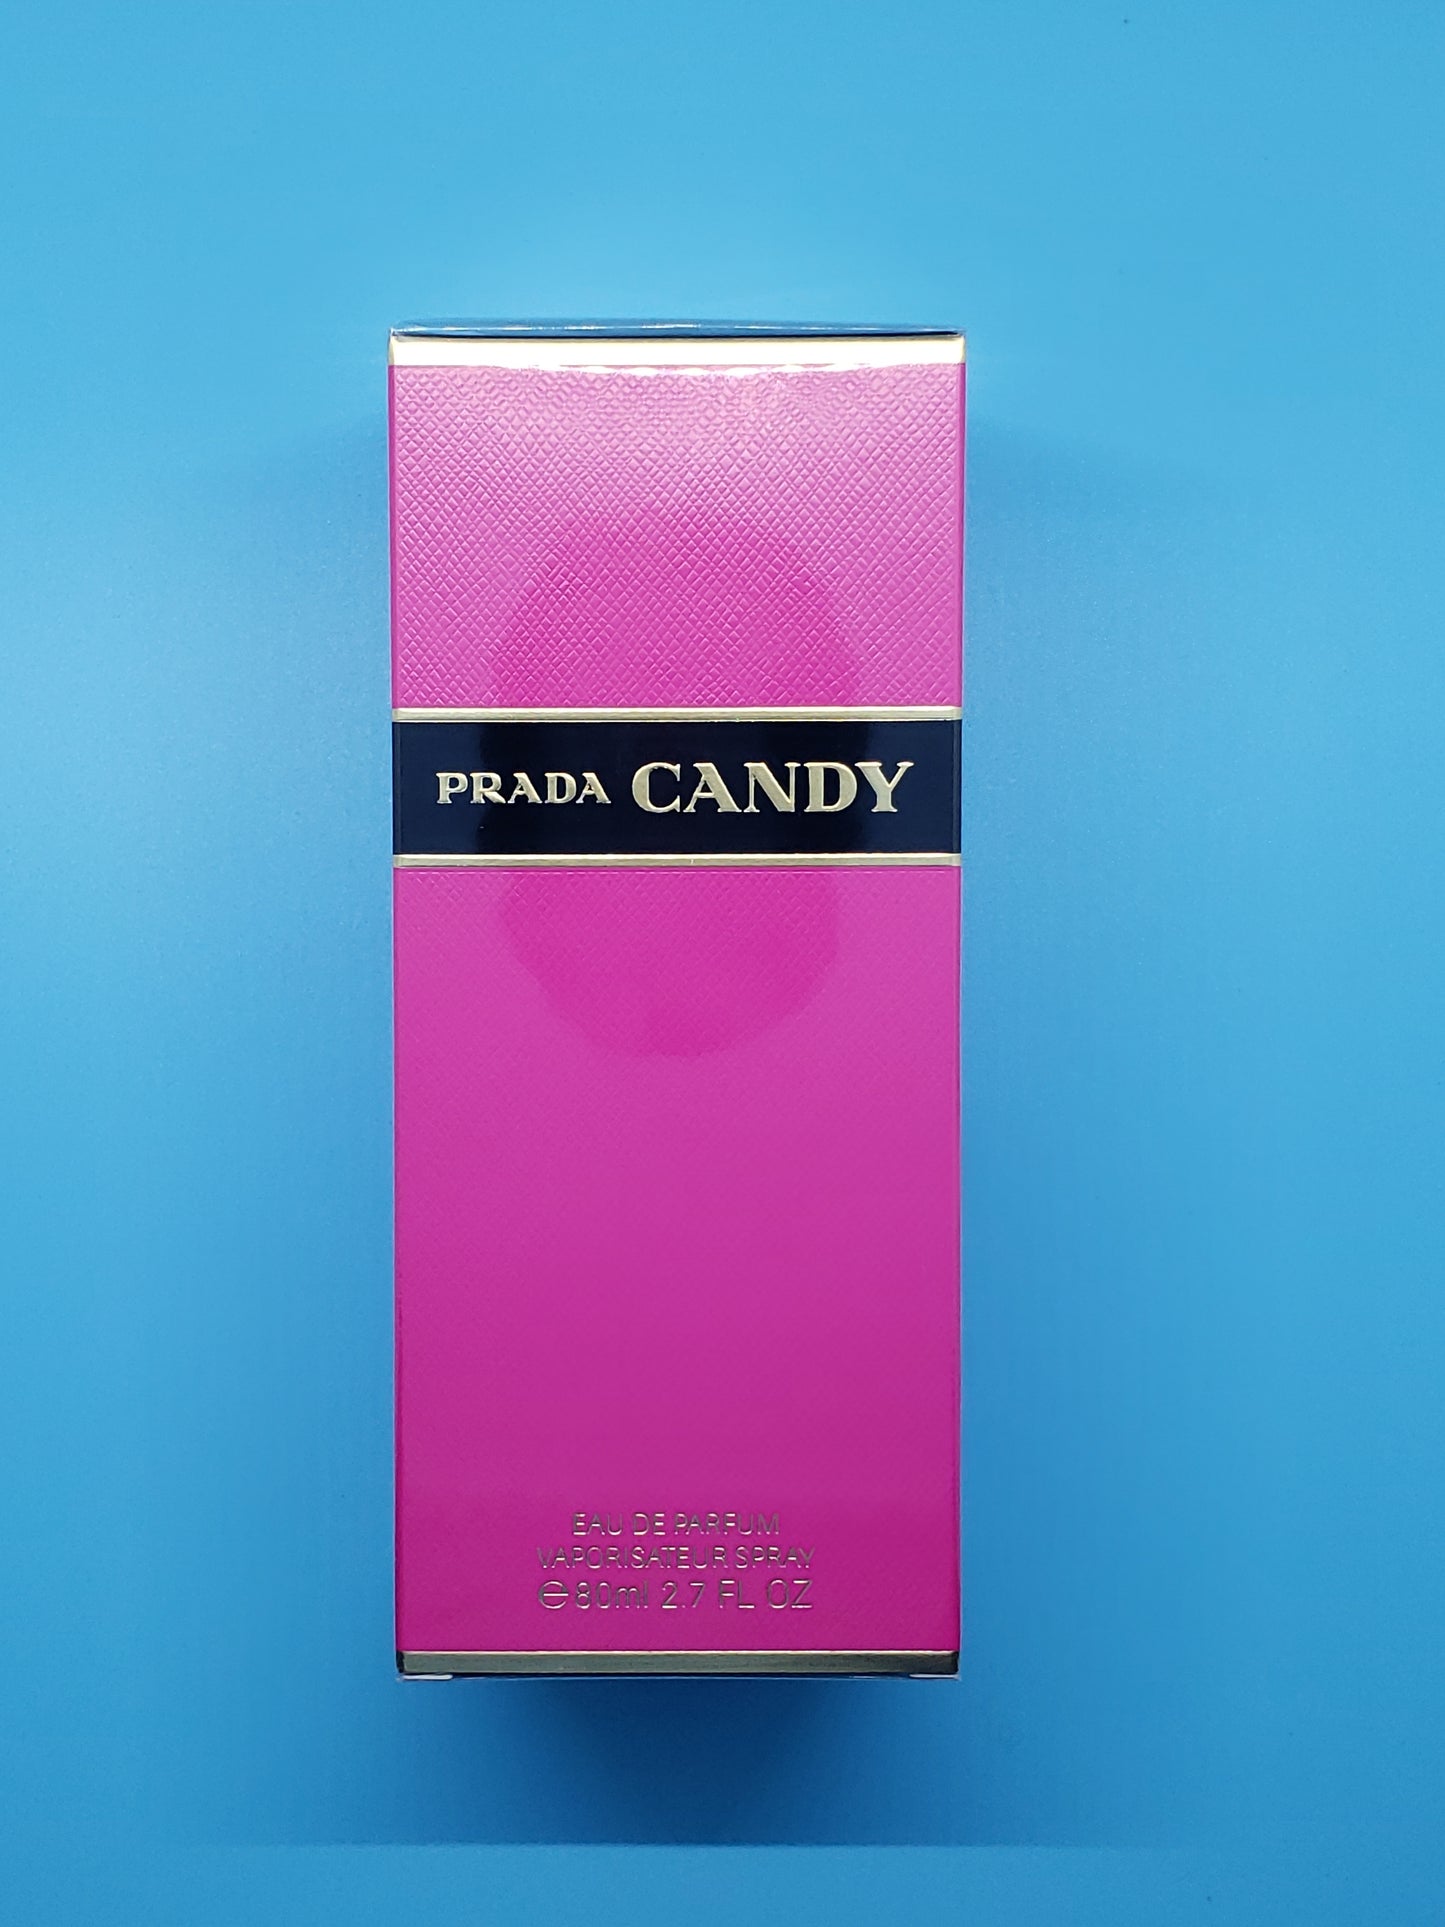 PRADA CANDY
EAU DE PARFUM
VAPORISATEUR SPRAY
℮80ml 2.7 FL OZ